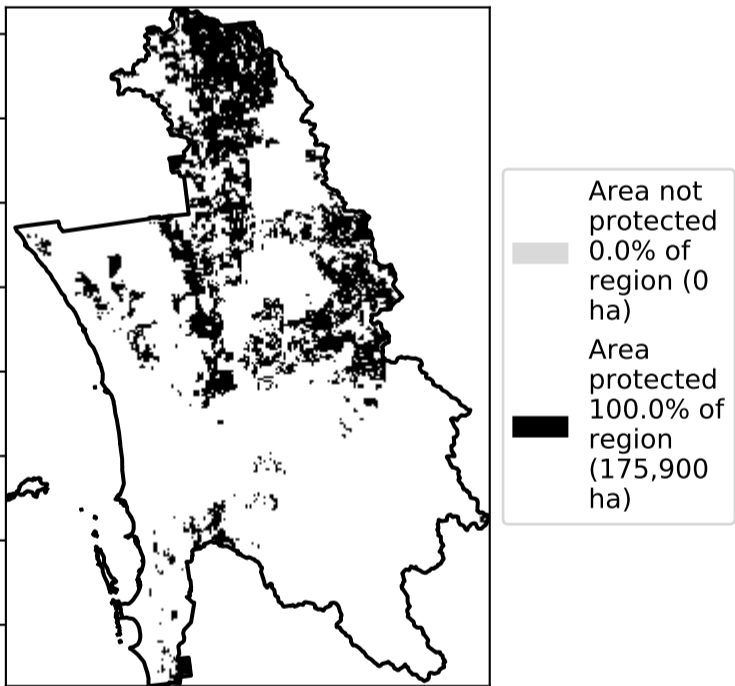 Area not
protected
0.0% of
region (0
ha)
Area
protected
100.0% of
region
(175,900
ha)